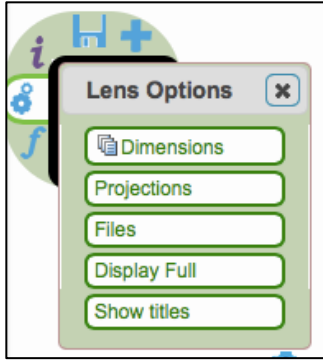 i
f
Lens Options
Dimensions
Projections
Files
Display Full
Show titles